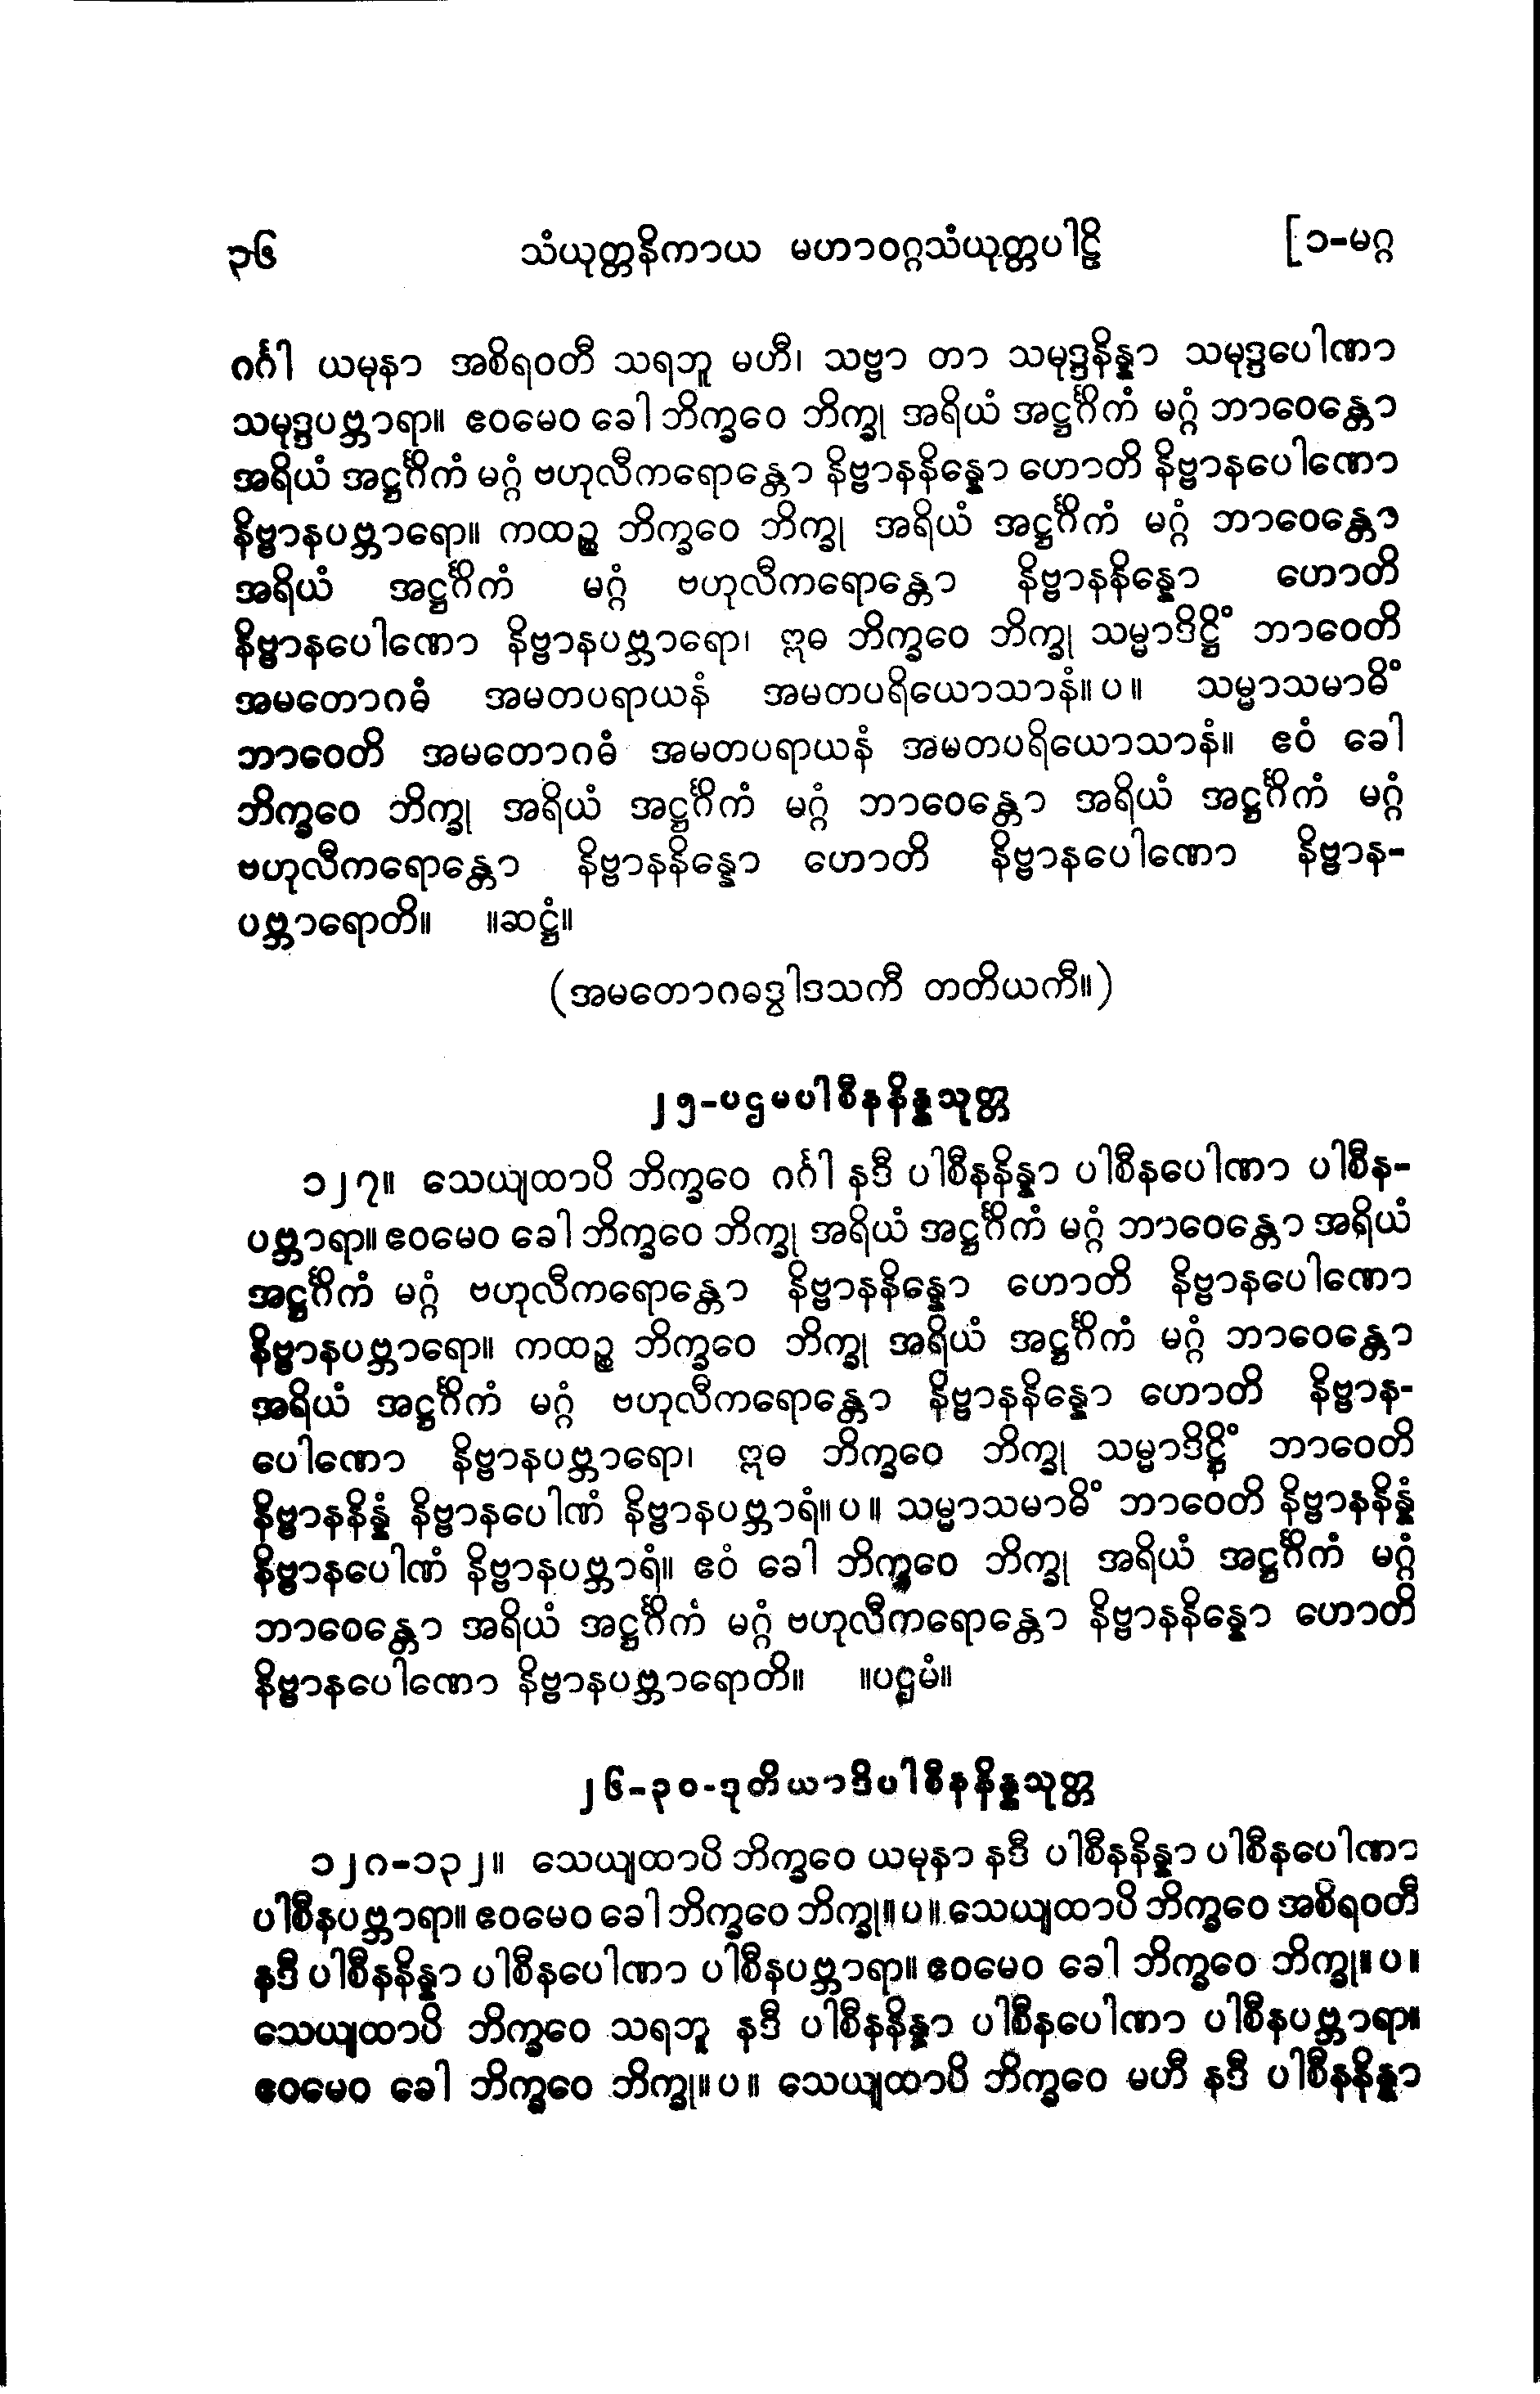 ၃၆ သံယုတ္တနိကာယ မဟာဝဂ္ဂသံယုတ္တပါဠိ [၁-မဂ္ဂ
ဂင်္ဂါ ယမုနာ အစိရဝတီ သရဘူ မဟီ၊ သဗ္ဗာ တာ သမုဒ္ဒနိန္နာ သမုဒ္ဒပေါဏာ
သမုဒ္ဒပဗ္ဘာရာ။ ဧဝမေဝ ခေါ ဘိက္ခဝေ ဘိက္ခု အရိယံ အဋ္ဌင်္ဂိကံ မဂ္ဂံ ဘာဝေန္တော
အရိယံ အဋ္ဌင်္ဂိကံ မဂ္ဂံ ဗဟုလီကရောန္တော နိဗ္ဗာနနိန္နော ဟောတိ နိဗ္ဗာနပေါဏော
နိဗ္ဗာနပဗ္ဘာရော။ ကထဉ္စ ဘိက္ခဝေ ဘိက္ခု အရိယံ အဋ္ဌင်္ဂိကံ မဂ္ဂံ ဘာဝေန္တော
အရိယံ အဋ္ဌင်္ဂိကံ မဂ္ဂံ ဗဟုလီကရောန္တော နိဗ္ဗာနနိန္နော ဟောတိ
နိဗ္ဗာနပေါဏော နိဗ္ဗာနပဗ္ဘာရော၊ ဣဓ ဘိက္ခဝေ ဘိက္ခု သမ္မာဒိဋ္ဌိံ ဘာဝေတိ
အမတောဂဓံ အမတပရာယနံ အမတပရိယောသာနံ။ပ။ သမ္မာသမာဓိံ
ဘာဝေတိ အမတောဂဓံ အမတပရာယနံ အမတပရိယောသာနံ။ ဧဝံ ခေါ
ဘိက္ခဝေ ဘိက္ခု အရိယံ အဋ္ဌင်္ဂိကံ မဂ္ဂံ ဘာဝေန္တော အရိယံ အဋ္ဌင်္ဂိကံ မဂ္ဂံ
ဗဟုလီကရောန္တော နိဗ္ဗာနနိန္နော ဟောတိ နိဗ္ဗာနပေါဏော နိဗ္ဗာန-
ပဗ္ဘာရောတိ။ ။ဆဋ္ဌံ။
(အမတောဂဓဒွါဒသကီ တတိယကီ။)
၂၅-ပဌမပါစီနနိန္နသုတ္တ
၁၂၇။ သေယျထာပိ ဘိက္ခဝေ ဂင်္ဂါ နဒီ ပါစီနနိန္နာ ပါစီနပေါဏာ ပါစီန-
ပဗ္ဘာရာ။ ဧဝမေဝ ခေါ ဘိက္ခဝေ ဘိက္ခု အရိယံ အဋ္ဌင်္ဂိကံ မဂ္ဂံ ဘာဝေန္တော အရိယံ
အဋ္ဌင်္ဂိကံ မဂ္ဂံ ဗဟုလီကရောန္တော နိဗ္ဗာနနိန္နော ဟောတိ နိဗ္ဗာနပေါဏော
နိဗ္ဗာနပဗ္ဘာရော။ ကထဉ္စ ဘိက္ခဝေ ဘိက္ခု အရိယံ အဋ္ဌင်္ဂိကံ မဂ္ဂံ ဘာဝေန္တော
အရိယံ အဋ္ဌင်္ဂိကံ မဂ္ဂံ ဗဟုလီကရောန္တော နိဗ္ဗာနနိန္နော ဟောတိ နိဗ္ဗာန-
ပေါဏော နိဗ္ဗာနပဗ္ဘာရော၊ ဣဓ ဘိက္ခဝေ ဘိက္ခု သမ္မာဒိဋ္ဌိံ ဘာဝေတိ
နိဗ္ဗာနနိန္နံ နိဗ္ဗာနပေါဏံ နိဗ္ဗာနပဗ္ဘာရံ။ပ။ သမ္မာသမာဓိံ ဘာဝေတိ နိဗ္ဗာနနိန္နံ
နိဗ္ဗာနပေါဏံ နိဗ္ဗာနပဗ္ဘာရံ။ ဧဝံ ခေါ ဘိက္ခဝေ ဘိက္ခု အရိယံ အဋ္ဌင်္ဂိကံ မဂ္ဂံ
ဘာဝေန္တော အရိယံ အဋ္ဌင်္ဂိကံ မဂ္ဂံ ဗဟုလီကရောန္တော နိဗ္ဗာနနိန္နော ဟောတိ
နိဗ္ဗာနပေါဏော နိဗ္ဗာနပဗ္ဘာရောတိ။ ။ပဌမံ။
၂၆-၃၀-ဒုတိယာဒိပါစီနနိန္နသုတ္တ
၁၂၈-၁၃၂။ သေယျထာပိ ဘိက္ခဝေ ယမုနာ နဒီ ပါစီနနိန္နာ ပါစီနပေါဏာ
ပါစီနပဗ္ဘာရာ။ ဧဝမေဝ ခေါ ဘိက္ခဝေ ဘိက္ခု။ပ။ သေယျထာပိ ဘိက္ခဝေ အစိရဝတီ
နဒီ ပါစီနနိန္နာ ပါစီနပေါဏာ ပါစီနပဗ္ဘာရာ။ ဧဝမေဝ ခေါ ဘိက္ခဝေ ဘိက္ခု။ပ။
သေယျထာပိ ဘိက္ခဝေ သရဘူ နဒီ ပါစီနနိန္နာ ပါစီနပေါဏာ ပါစီနပဗ္ဘာရာ။
ဧဝမေဝ ခေါ ဘိက္ခဝေ ဘိက္ခု။ပ။ သေယျထာပိ ဘိက္ခဝေ မဟီ နဒီ ပါစီနနိန္နာ